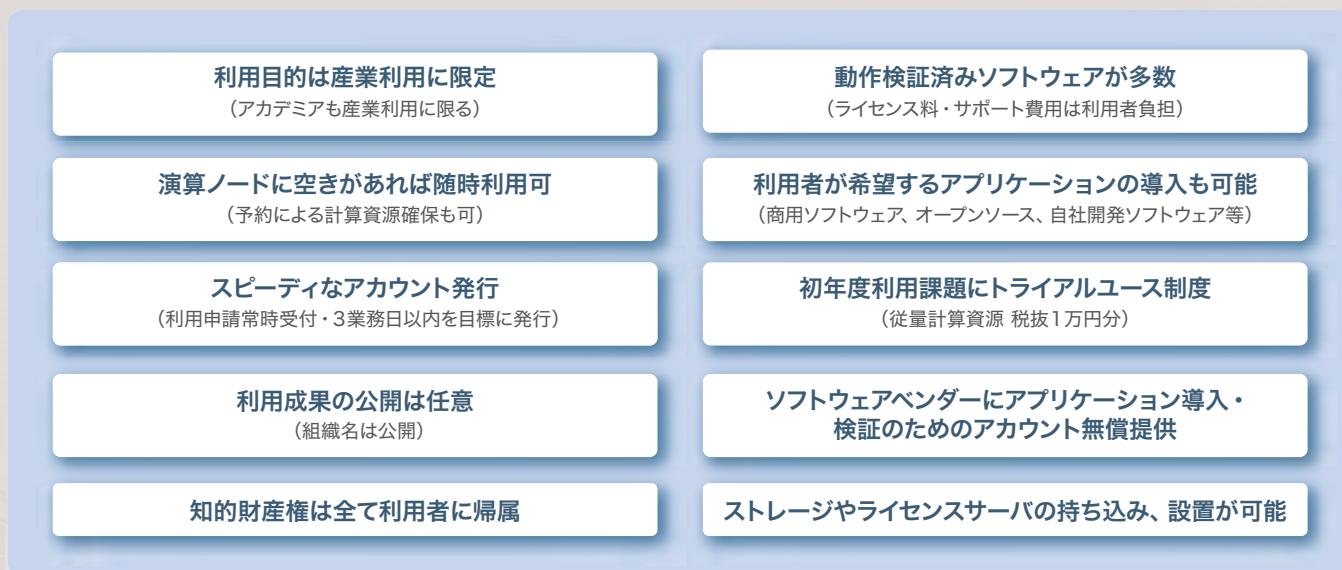 利用目的は産業利用に限定
（アカデミアも産業利用に限る）
演算ノードに空きがあれば随時利用可
（予約による計算資源確保も可）
スピーディなアカウント発行
（利用申請常時受付・3業務日以内を目標に発行）
利用成果の公開は任意
（組織名は公開）
知的財産権は全て利用者に帰属
動作検証済みソフトウェアが多数
（ライセンス料・サポート費用は利用者負担）
利用者が希望するアプリケーションの導入も可能
（商用ソフトウェア、オープンソース、自社開発ソフトウェア等）
初年度利用課題にトライアルユース制度
（従量計算資源 税抜1万円分）
ソフトウェアベンダーにアプリケーション導入・
検証のためのアカウント無償提供
ストレージやライセンスサーバの持ち込み、設置が可能